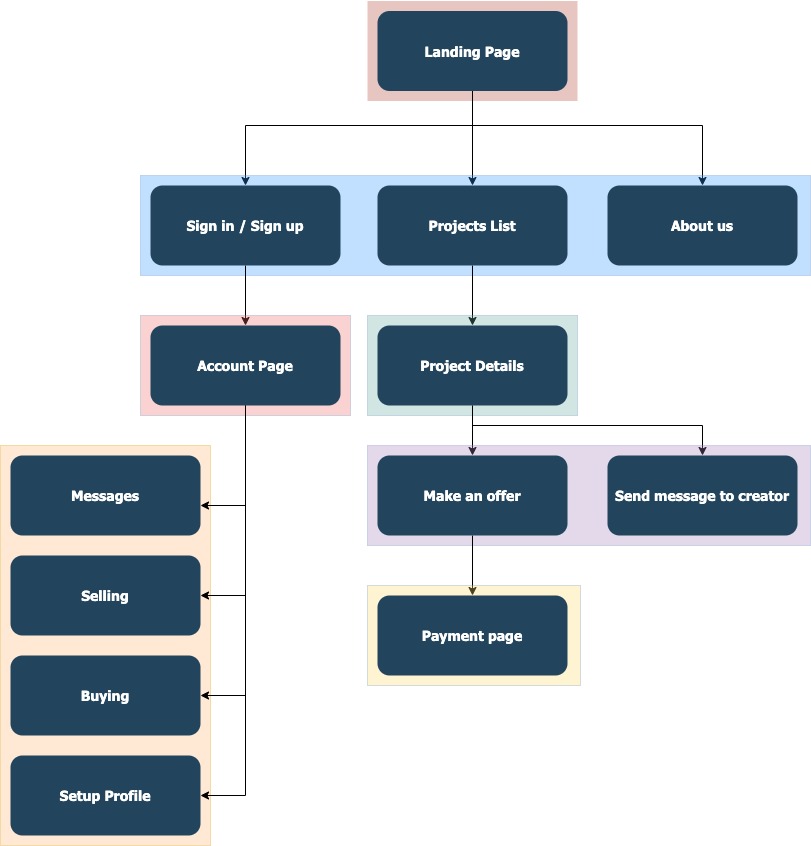 Landing Page
Sign in / Sign up
Projects List
About us
Account Page
Project Details
Messages
Make an offer
Send message to creator
Selling
Payment page
Buying
Setup Profile